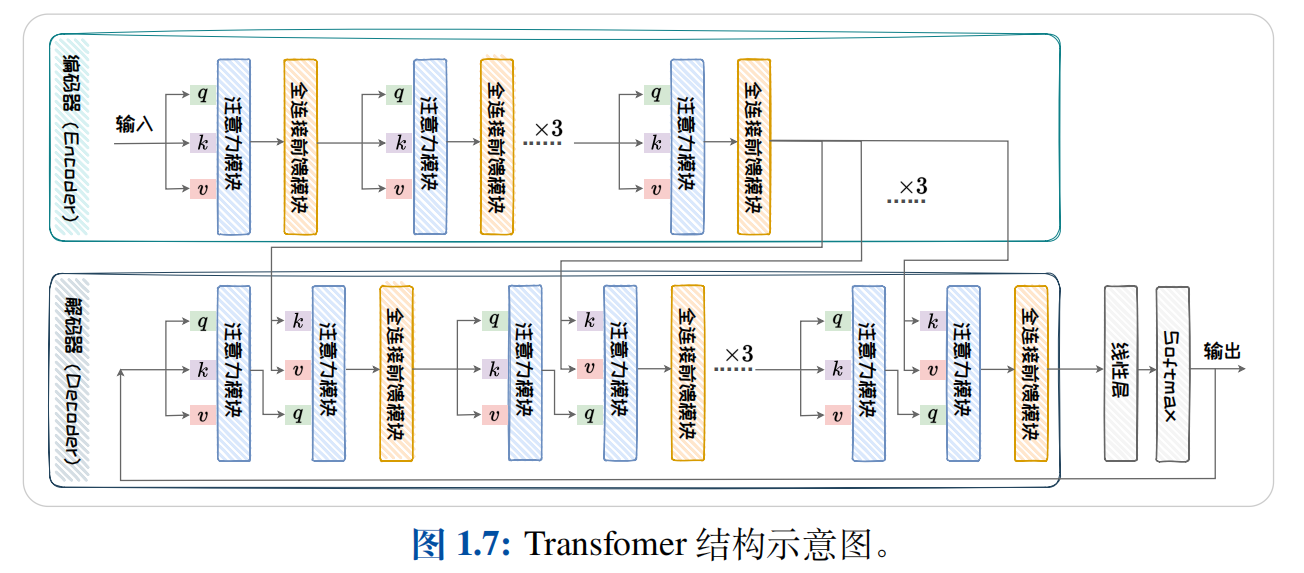 编码器（Encoder）
输入
q
k
v
注意力模块
全连接前馈模块
q
k
v
注意力模块
全连接前馈模块
×3
......
q
k
v
注意力模块
全连接前馈模块
×3
......
解码器（Decoder）
q
k
v
注意力模块
k
v
q
注意力模块
全连接前馈模块
q
k
v
注意力模块
k
v
q
注意力模块
全连接前馈模块
×3
......
q
k
v
注意力模块
k
v
q
注意力模块
全连接前馈模块
线性层
Softmax
输出
图 1.7: Transfomer 结构示意图。